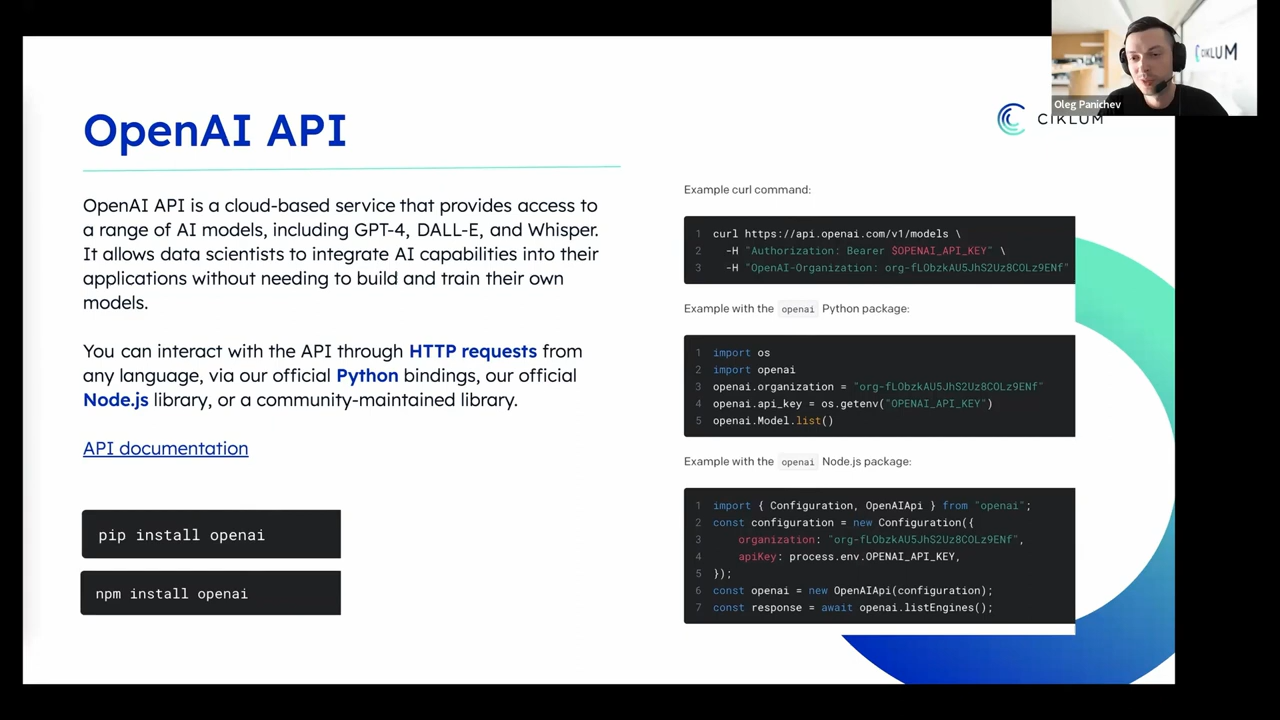 OpenAI API
OpenAI API is a cloud-based service that provides access to
a range of AI models, including GPT-4, DALL-E, and Whisper.
It allows data scientists to integrate AI capabilities into their
applications without needing to build and train their own
models.
You can interact with the API through HTTP requests from
any language, via our official Python bindings, our official
Node.js library, or a community-maintained library.
API documentation
pip install openai
npm install openai
CIKLUM
Oleg Panichev
CIKLUM
Example curl command:
1 curl https://api.openai.com/v1/models \
2 -H "Authorization: Bearer $OPENAI_API_KEY" \
3 -H "OpenAI-Organization: org-fLObzkAU5JhS2Uz8COLz9ENf"
Example with the openai Python package:
1 import os
2 import openai
3 openai.organization = "org-fLObzkAU5JhS2Uz8COLz9ENf"
4 openai.api_key = os.getenv("OPENAI_API_KEY")
5 openai.Model.list()
Example with the openai Node.js package:
1 import { Configuration, OpenAIApi } from "openai";
2 const configuration = new Configuration({
3 organization: "org-fLObzkAU5JhS2Uz8COLz9ENf",
4 apiKey: process.env.OPENAI_API_KEY,
5 });
6 const openai = new OpenAIApi(configuration);
7 const response = await openai.listEngines();